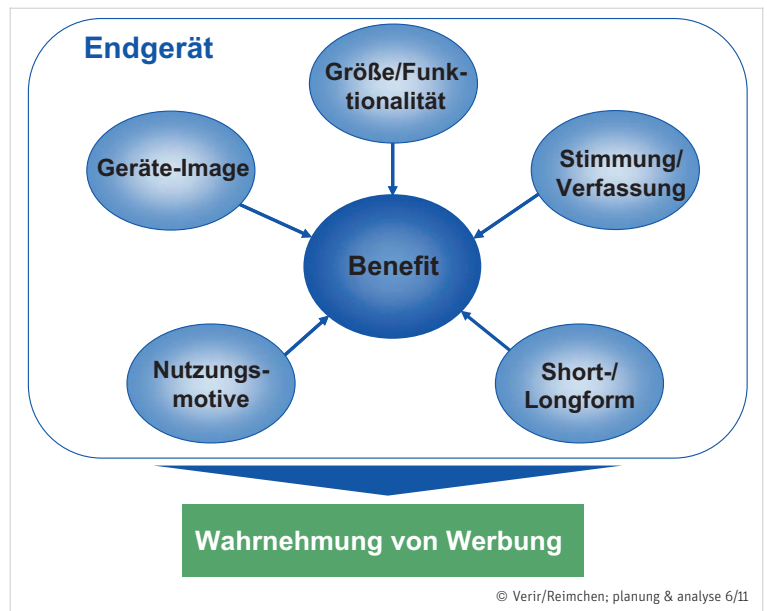 Endgerät
Größe/Funk-
tionalität
Geräte-Image
Stimmung/
Verfassung
Benefit
Nutzungs-
motive
Short-/
Longform
Wahrnehmung von Werbung
© Verir/Reimchen; planung & analyse 6/11